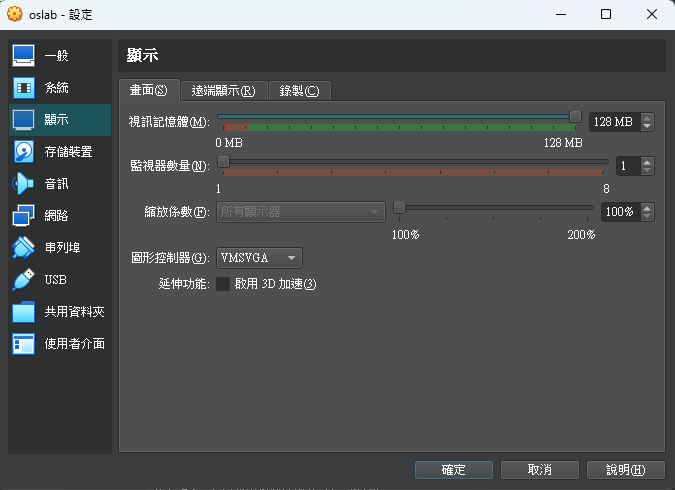 oslab - 設定
一般
系統
顯示
存儲裝置
音訊
網路
串列埠
USB
共用資料夾
使用者介面
顯示
畫面(S) 遠端顯示(R) 錄製(C)
視訊記憶體(M): 128 MB
0 MB 128 MB
監視器數量(N): 1
1 8
縮放係數(F): 所有顯示器 100%
100% 200%
圖形控制器(G): VMSVGA
延伸功能: 啟用 3D 加速(3)
確定 取消 說明(H)